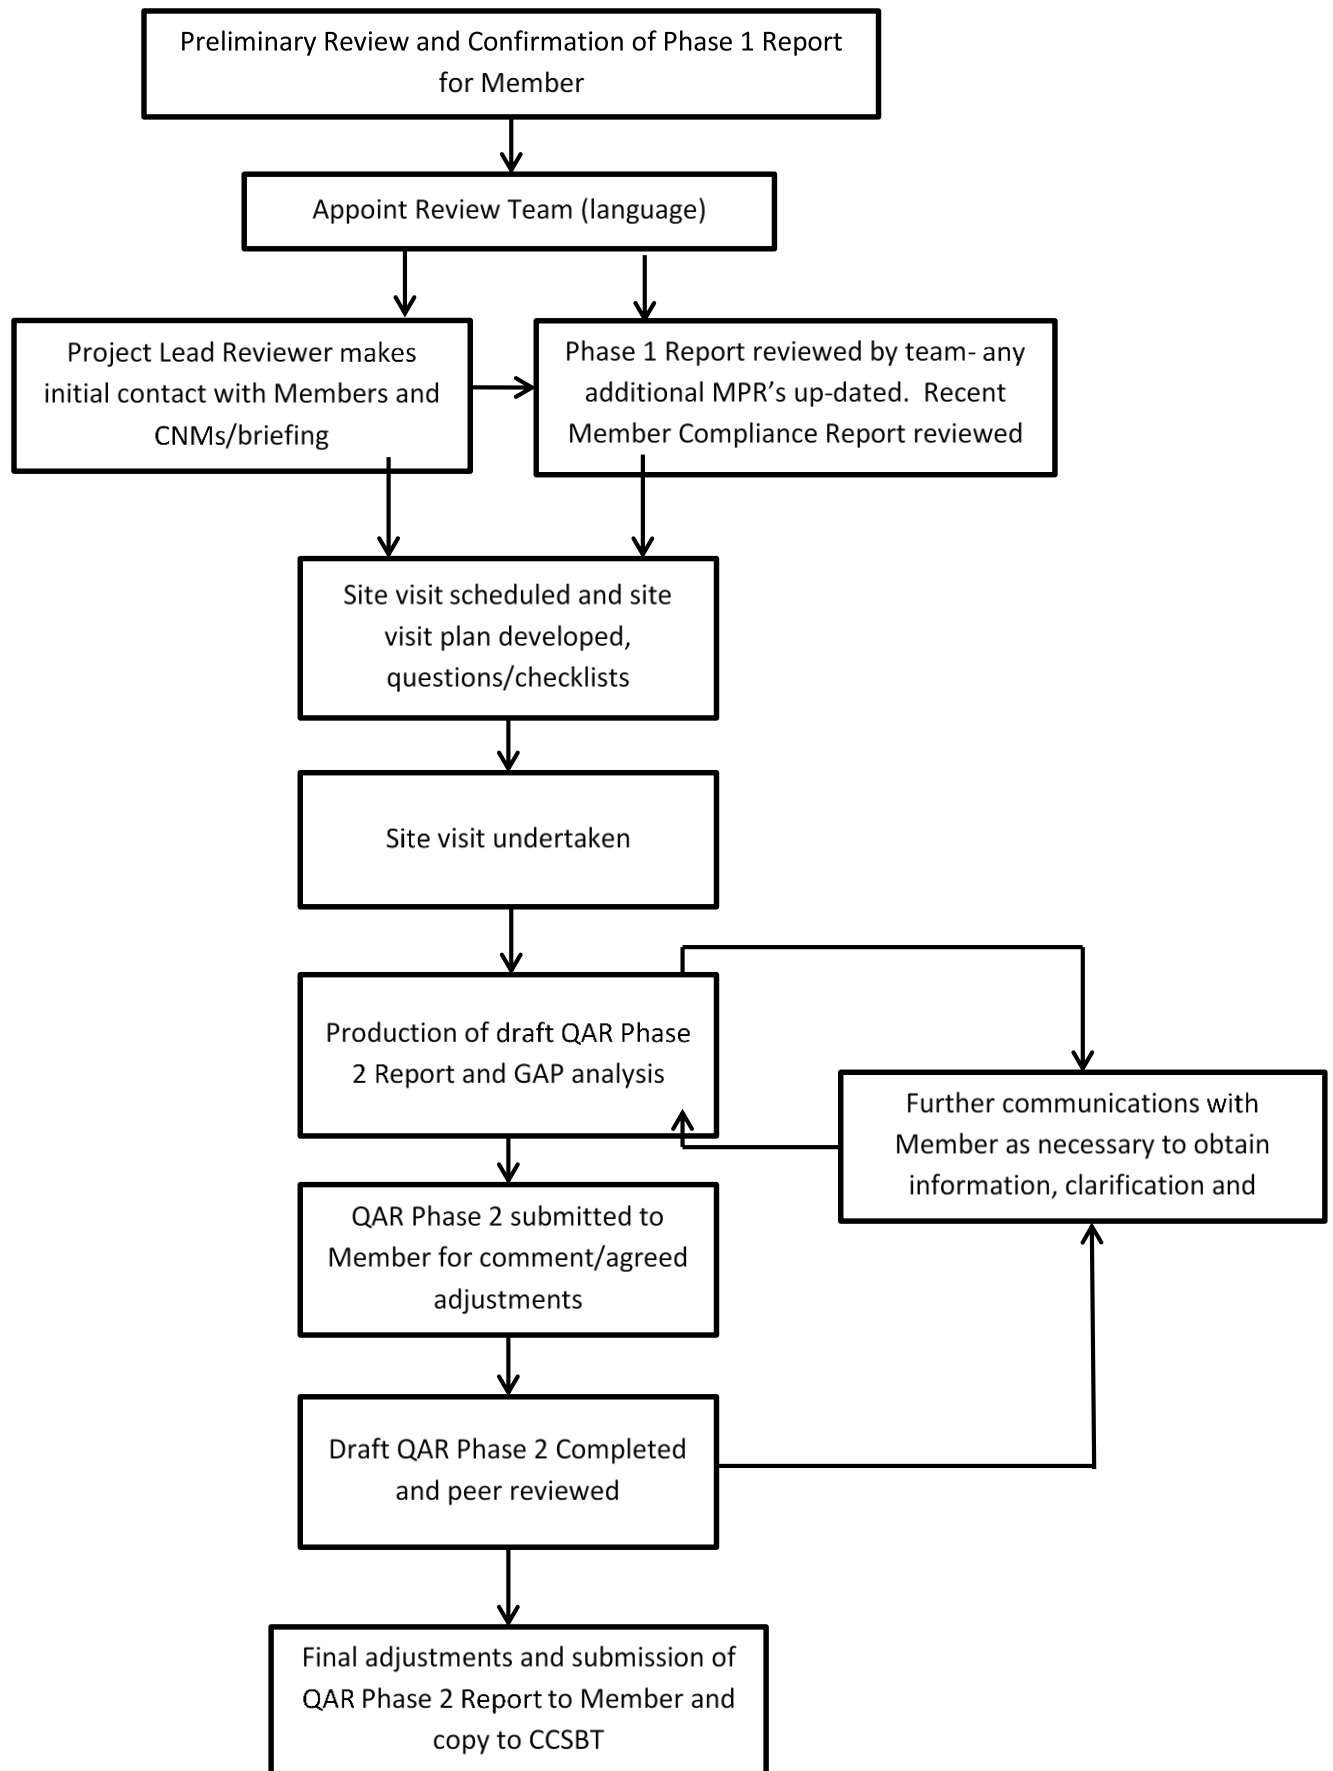 Preliminary Review and Confirmation of Phase 1 Report
for Member
Appoint Review Team (language)
Project Lead Reviewer makes
initial contact with Members and
CNMs/briefing
Phase 1 Report reviewed by team- any
additional MPR’s up-dated.  Recent
Member Compliance Report reviewed
Site visit scheduled and site
visit plan developed,
questions/checklists
Site visit undertaken
Production of draft QAR Phase
2 Report and GAP analysis
Further communications with
Member as necessary to obtain
information, clarification and
QAR Phase 2 submitted to
Member for comment/agreed
adjustments
Draft QAR Phase 2 Completed
and peer reviewed
Final adjustments and submission of
QAR Phase 2 Report to Member and
copy to CCSBT